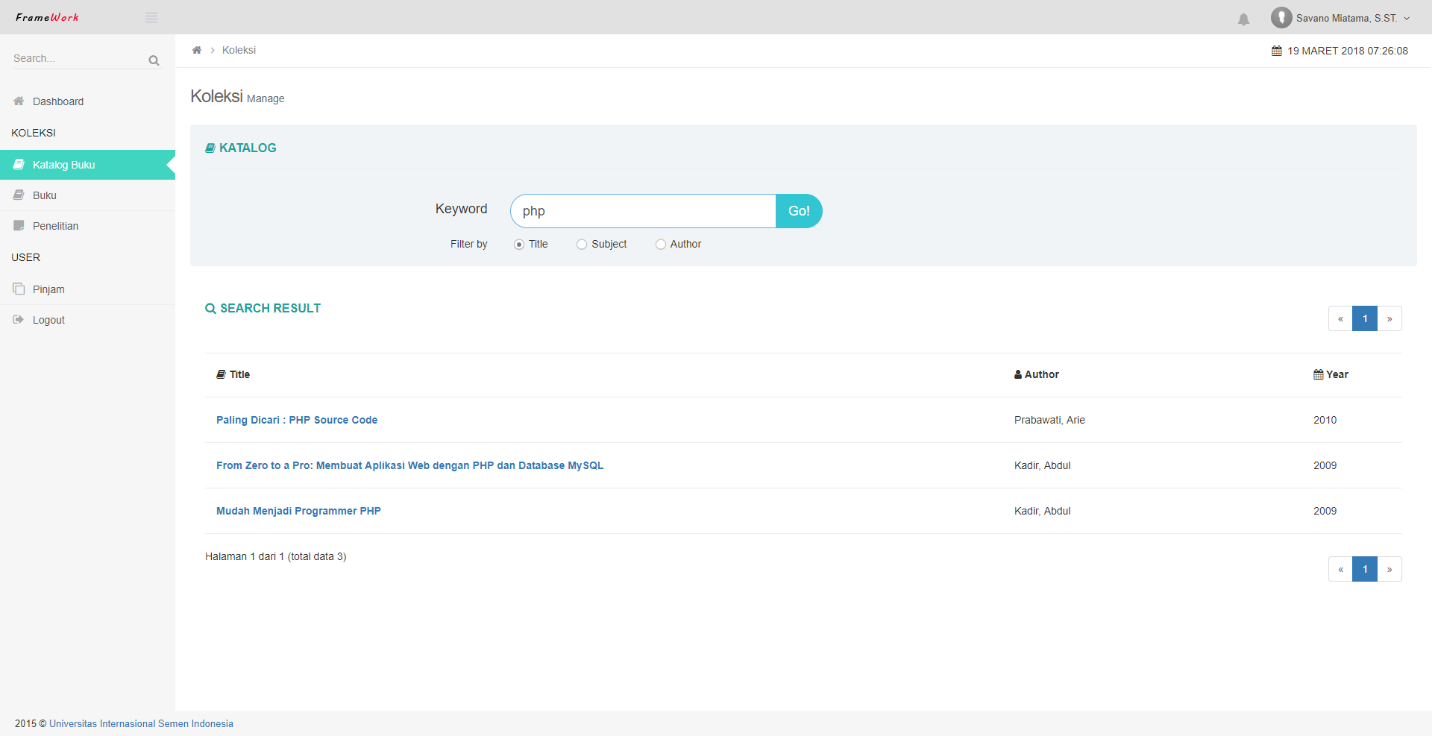 FrameWork
Savano Miatama, S.ST.
Search...
Koleksi
19 MARET 2018 07:26:08
Dashboard
KOLEKSI
Katalog Buku
Buku
Penelitian
USER
Pinjam
Logout
Koleksi Manage
KATALOG
Keyword php Go!
Filter by Title Subject Author
SEARCH RESULT
« 1 »
Title Author Year
Paling Dicari : PHP Source Code Prabawati, Arie 2010
From Zero to a Pro: Membuat Aplikasi Web dengan PHP dan Database MySQL Kadir, Abdul 2009
Mudah Menjadi Programmer PHP Kadir, Abdul 2009
Halaman 1 dari 1 (total data 3)
« 1 »
2015 © Universitas Internasional Semen Indonesia